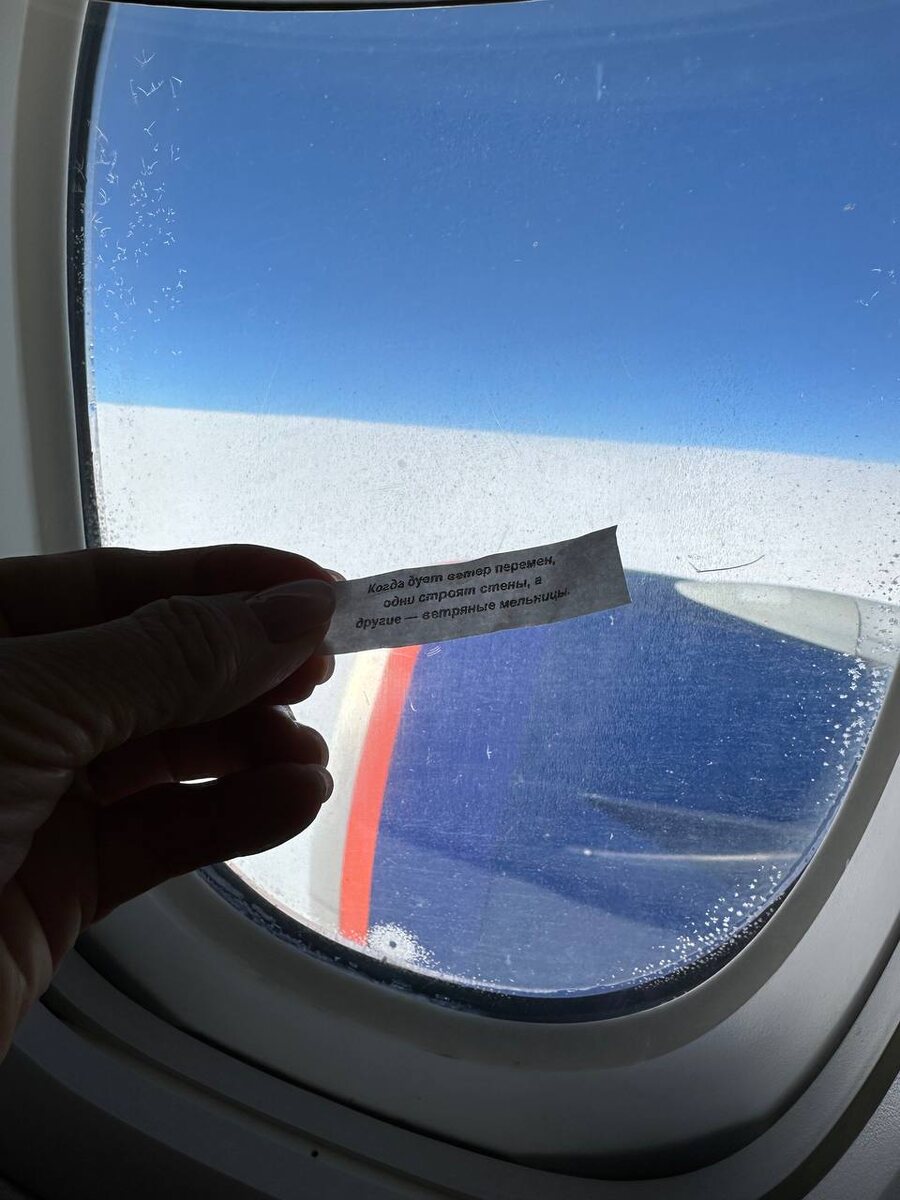 Когда дует ветер перемен,
одни строят стены, а
другие — ветряные мельницы.